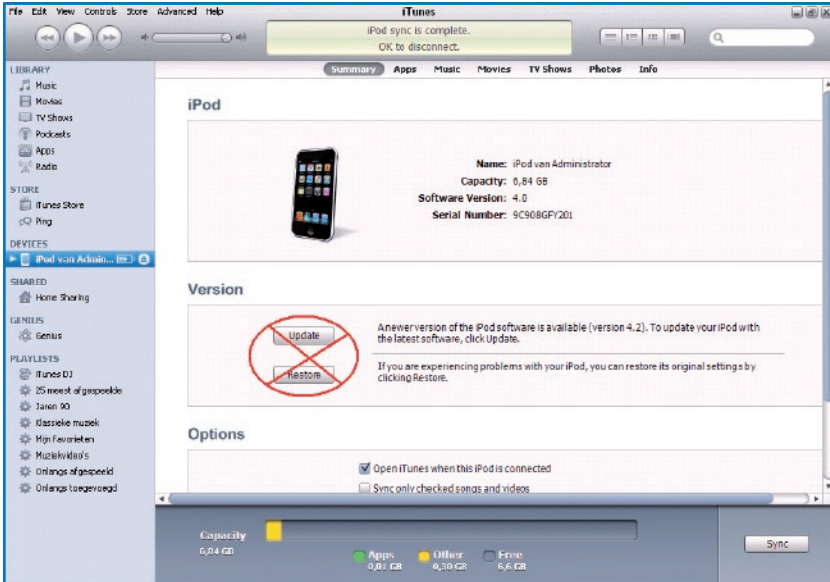 File Edit View Controls Store Advanced Help
iTunes
iPod sync is complete.
OK to disconnect.
Summary Apps Music Movies TV Shows Photos Info
LIBRARY
Music
Movies
TV Shows
Podcasts
Apps
Radio
STORE
iTunes Store
Ping
DEVICES
iPod van Admin...
SHARED
Home Sharing
GENIUS
Genius
PLAYLISTS
iTunes DJ
25 meest afgespeelde
Jaren 90
Klassieke muziek
Mijn Favorieten
Muziekvideo's
Onlangs afgespeeld
Onlangs toegevoegd
iPod
Name: iPod van Administrator
Capacity: 6,84 GB
Software Version: 4.0
Serial Number: 9C908GFY201
Version
Update
A newer version of the iPod software is available (version 4.2). To update your iPod with
the latest software, click Update.
Restore
If you are experiencing problems with your iPod, you can restore its original settings by
clicking Restore.
Options
Open iTunes when this iPod is connected
Sync only checked songs and videos
Capacity
6,84 GB
Apps
0,01 GB
Other
0,30 GB
Free
6,6 GB
Sync